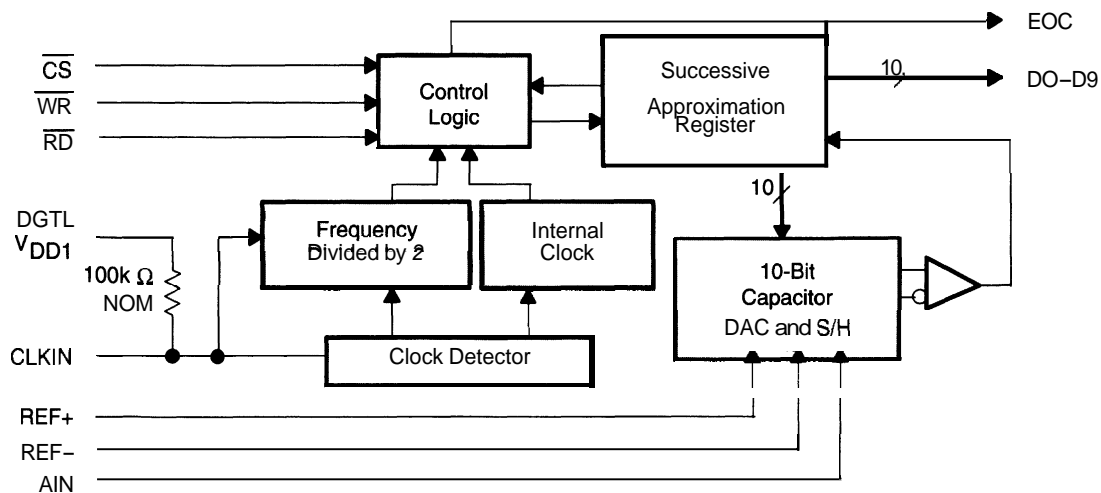 EOC
CS
WR
RD
Control
Logic
Successive
Approximation
Register
10
DO–D9
10
DGTL
VDD1
100k Ω
NOM
Frequency
Divided by 2
Internal
Clock
10-Bit
Capacitor
DAC and S/H
CLKIN
Clock Detector
REF+
REF–
AIN